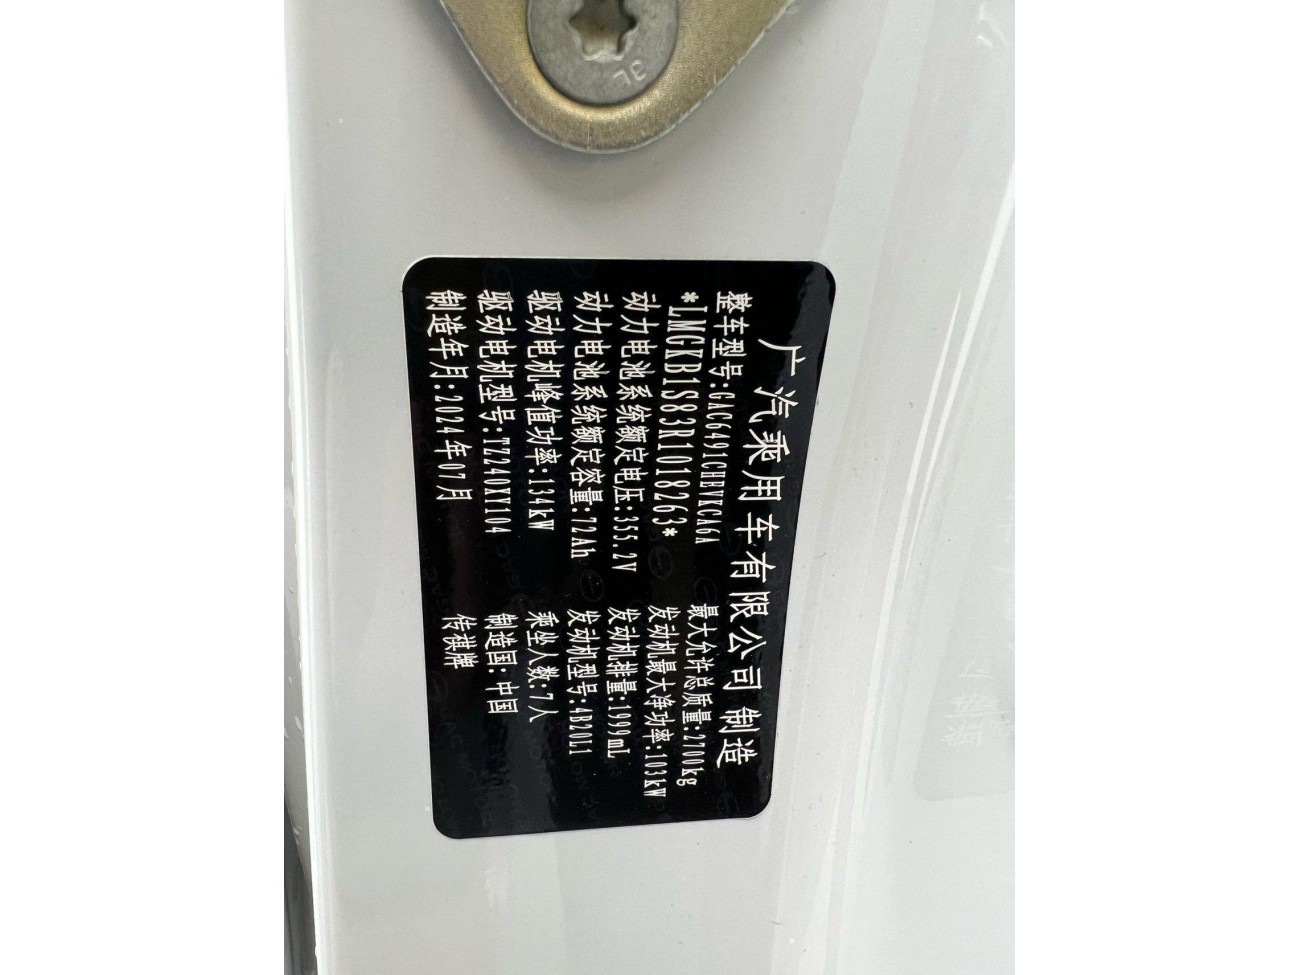 广汽乘用车有限公司 制造
整车型号:GAC6491CHEVKCA6A
*LMGKB1S83R1018263*
动力电池系统额定电压:355.2V
动力电池系统额定容量:72Ah
驱动电机峰值功率:134kW
驱动电机型号:TZ240XY104
制造年月:2024年07月
最大允许总质量:2700kg
发动机最大净功率:103kW
发动机排量:1999mL
发动机型号:4B20L1
乘坐人数:7人
制造国:中国
传祺牌
3L